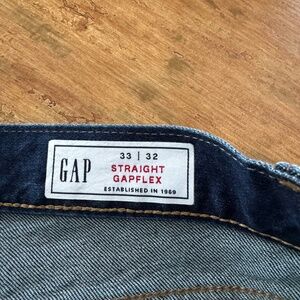 GAP
33 | 32
STRAIGHT
GAPFLEX
ESTABLISHED IN 1969